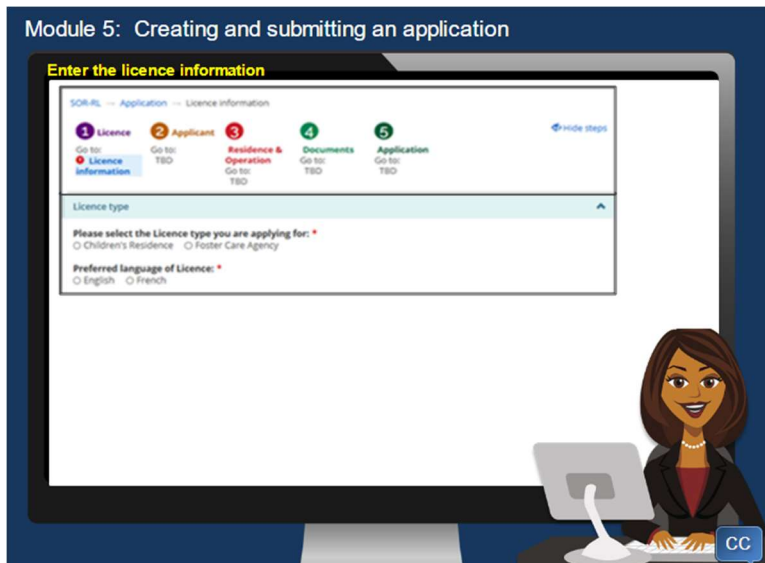 Module 5: Creating and submitting an application
Enter the licence information
SOR-RL → Application → Licence information
1 Licence
Go to:
Licence
information
2 Applicant
Go to:
TBD
3
Residence &
Operation
Go to:
TBD
4
Documents
Go to:
TBD
5
Application
Go to:
TBD
Hide steps
Licence type
Please select the Licence type you are applying for: *
Children's Residence Foster Care Agency
Preferred language of Licence: *
English French
CC